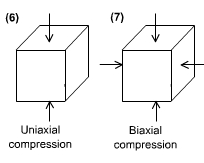 (6) (7)
Uniaxial
compression
Biaxial
compression